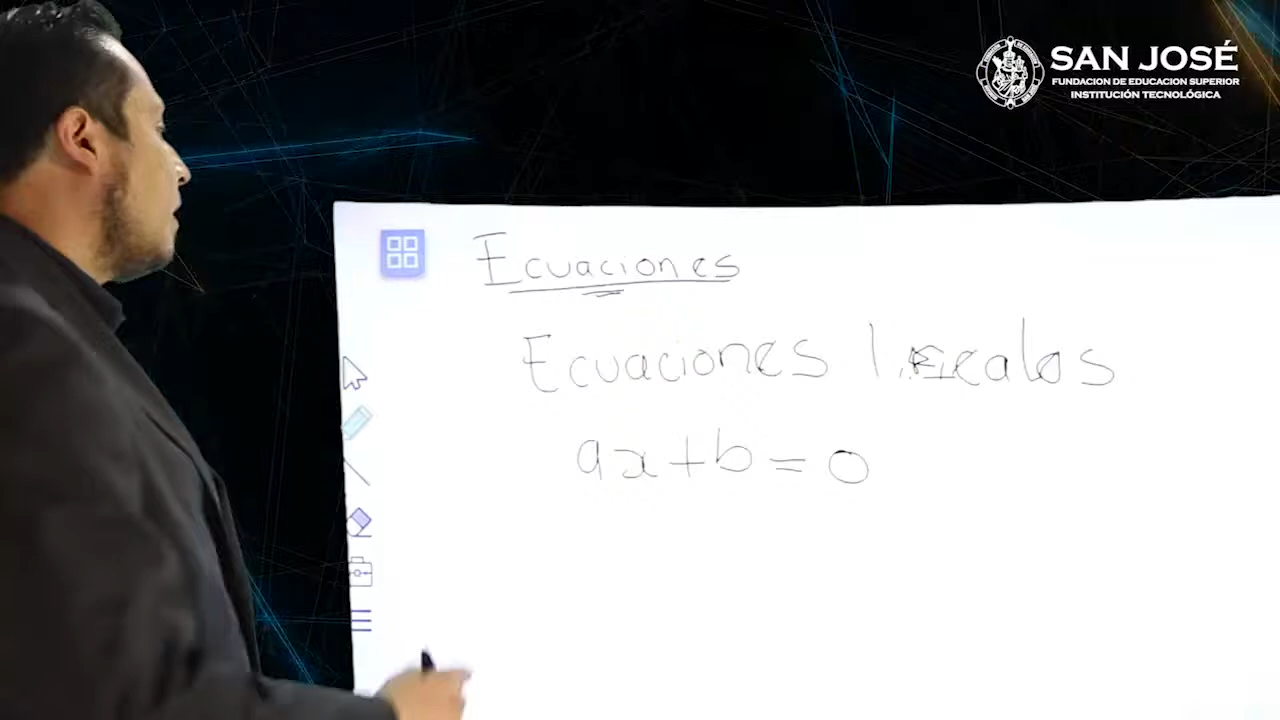 SAN JOSÉ
FUNDACION DE EDUCACION SUPERIOR
INSTITUCIÓN TECNOLÓGICA
Ecuaciones
Ecuaciones
ax+b=0